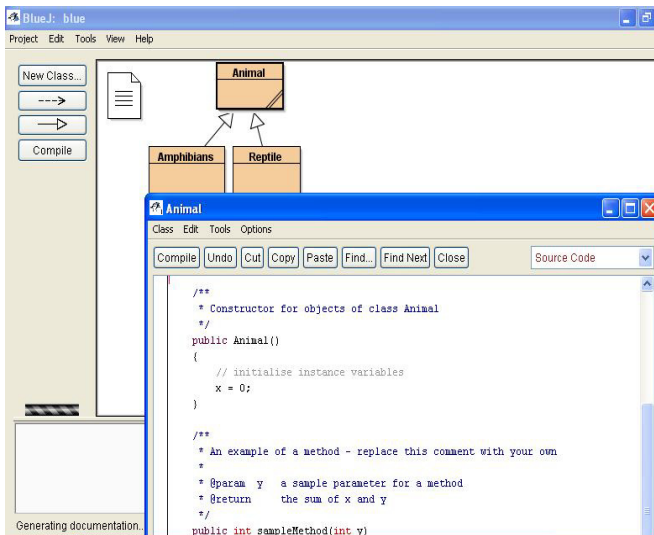 BlueJ: blue
Project Edit Tools View Help
New Class...
--->
Compile
Animal
Amphibians Reptile
Animal
Class Edit Tools Options
Compile Undo Cut Copy Paste Find... Find Next Close Source Code
/**
* Constructor for objects of class Animal
*/
public Animal()
{
// initialise instance variables
x = 0;
}
/**
* An example of a method - replace this comment with your own
*
* @param y a sample parameter for a method
* @return the sum of x and y
*/
public int sampleMethod(int y)
Generating documentation..